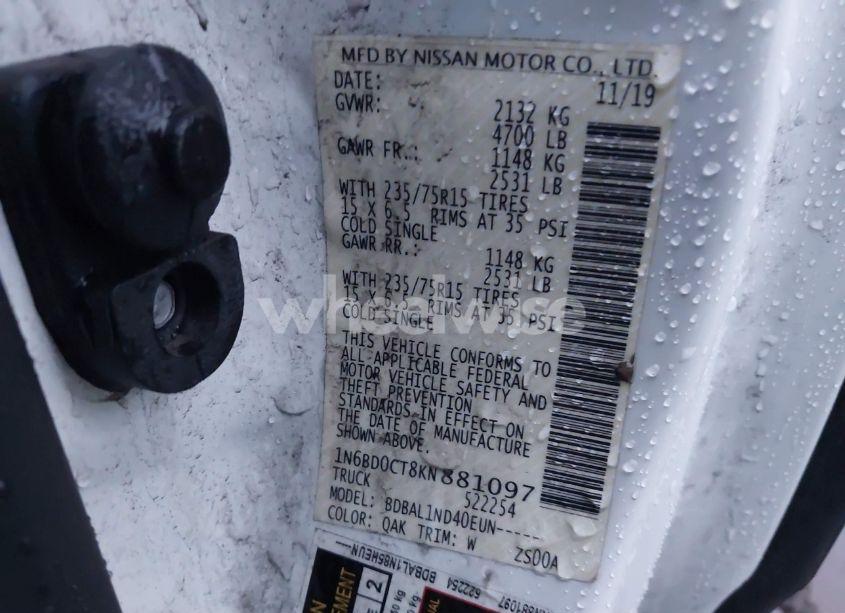 MFD BY NISSAN MOTOR CO., LTD.
DATE: 11/19
GVWR: 2132 KG
4700 LB
GAWR FR.: 1148 KG
2531 LB
WITH 235/75R15 TIRES
15 X 6.5 RIMS AT 35 PSI
COLD SINGLE
GAWR RR.: 1148 KG
2531 LB
WITH 235/75R15 TIRES
15 X 6.5 RIMS AT 35 PSI
COLD SINGLE
wheelwise
THIS VEHICLE CONFORMS TO
ALL APPLICABLE FEDERAL
MOTOR VEHICLE SAFETY AND
THEFT PREVENTION
STANDARDS IN EFFECT ON
THE DATE OF MANUFACTURE
SHOWN ABOVE.
1N6BD0CT8KN881097
TRUCK 522254
MODEL: BDBAL1ND40EUN------
COLOR: QAK TRIM: W ZS00A
2
62254
881097